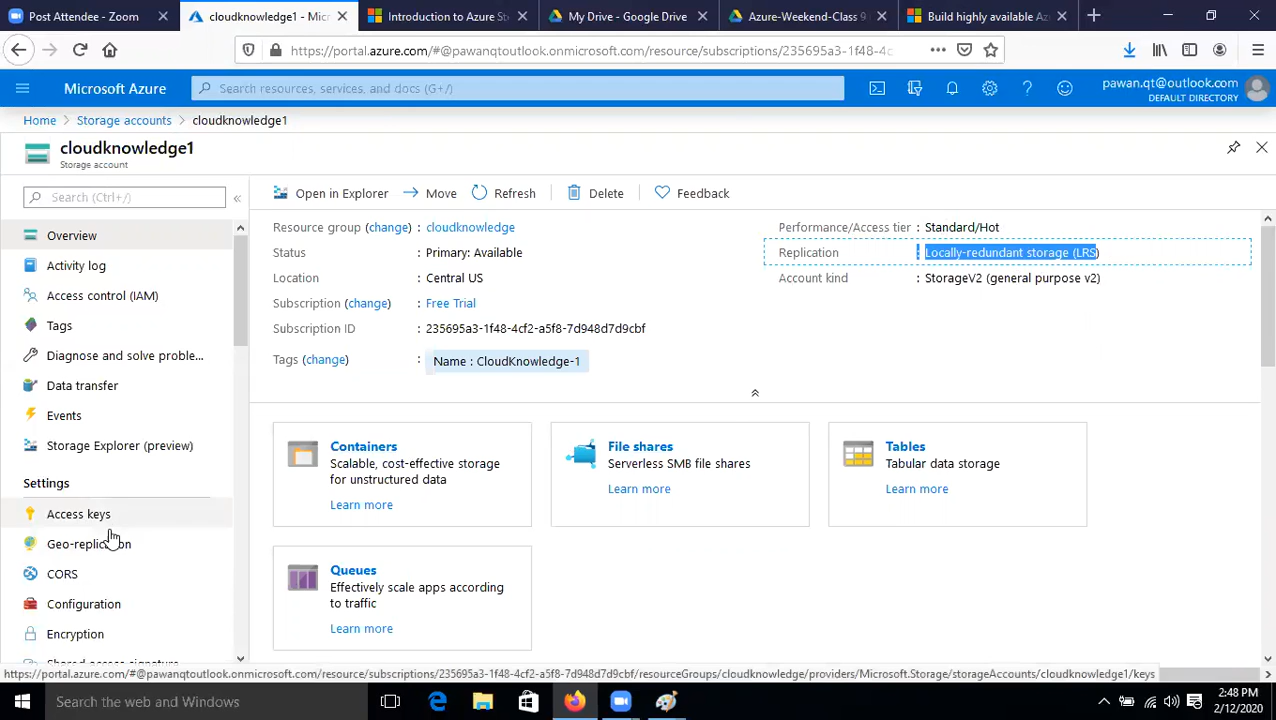 Post Attendee - Zoom
cloudknowledge1 - Mic
Introduction to Azure St
My Drive - Google Drive
Azure-Weekend-Class 9
Build highly available Az
https://portal.azure.com/#@pawanqtoutlook.onmicrosoft.com/resource/subscriptions/235695a3-1f48-4c
Microsoft Azure
Search resources, services, and docs (G+/)
pawan.qt@outlook.com
DEFAULT DIRECTORY
Home > Storage accounts > cloudknowledge1
cloudknowledge1
Storage account
Search (Ctrl+/)
Open in Explorer
Move
Refresh
Delete
Feedback
Overview
Activity log
Access control (IAM)
Tags
Diagnose and solve proble...
Data transfer
Events
Storage Explorer (preview)
Settings
Access keys
Geo-replication
CORS
Configuration
Encryption
Shared access signature
Resource group (change) : cloudknowledge
Status : Primary: Available
Location : Central US
Subscription (change) : Free Trial
Subscription ID : 235695a3-1f48-4cf2-a5f8-7d948d7d9cbf
Tags (change) : Name : CloudKnowledge-1
Performance/Access tier : Standard/Hot
Replication : Locally-redundant storage (LRS)
Account kind : StorageV2 (general purpose v2)
Containers
Scalable, cost-effective storage
for unstructured data
Learn more
File shares
Serverless SMB file shares
Learn more
Tables
Tabular data storage
Learn more
Queues
Effectively scale apps according
to traffic
Learn more
https://portal.azure.com/#@pawanqtoutlook.onmicrosoft.com/resource/subscriptions/235695a3-1f48-4cf2-a5f8-7d948d7d9cbf/resourceGroups/cloudknowledge/providers/Microsoft.Storage/storageAccounts/cloudknowledge1/keys
Search the web and Windows
2:48 PM
2/12/2020